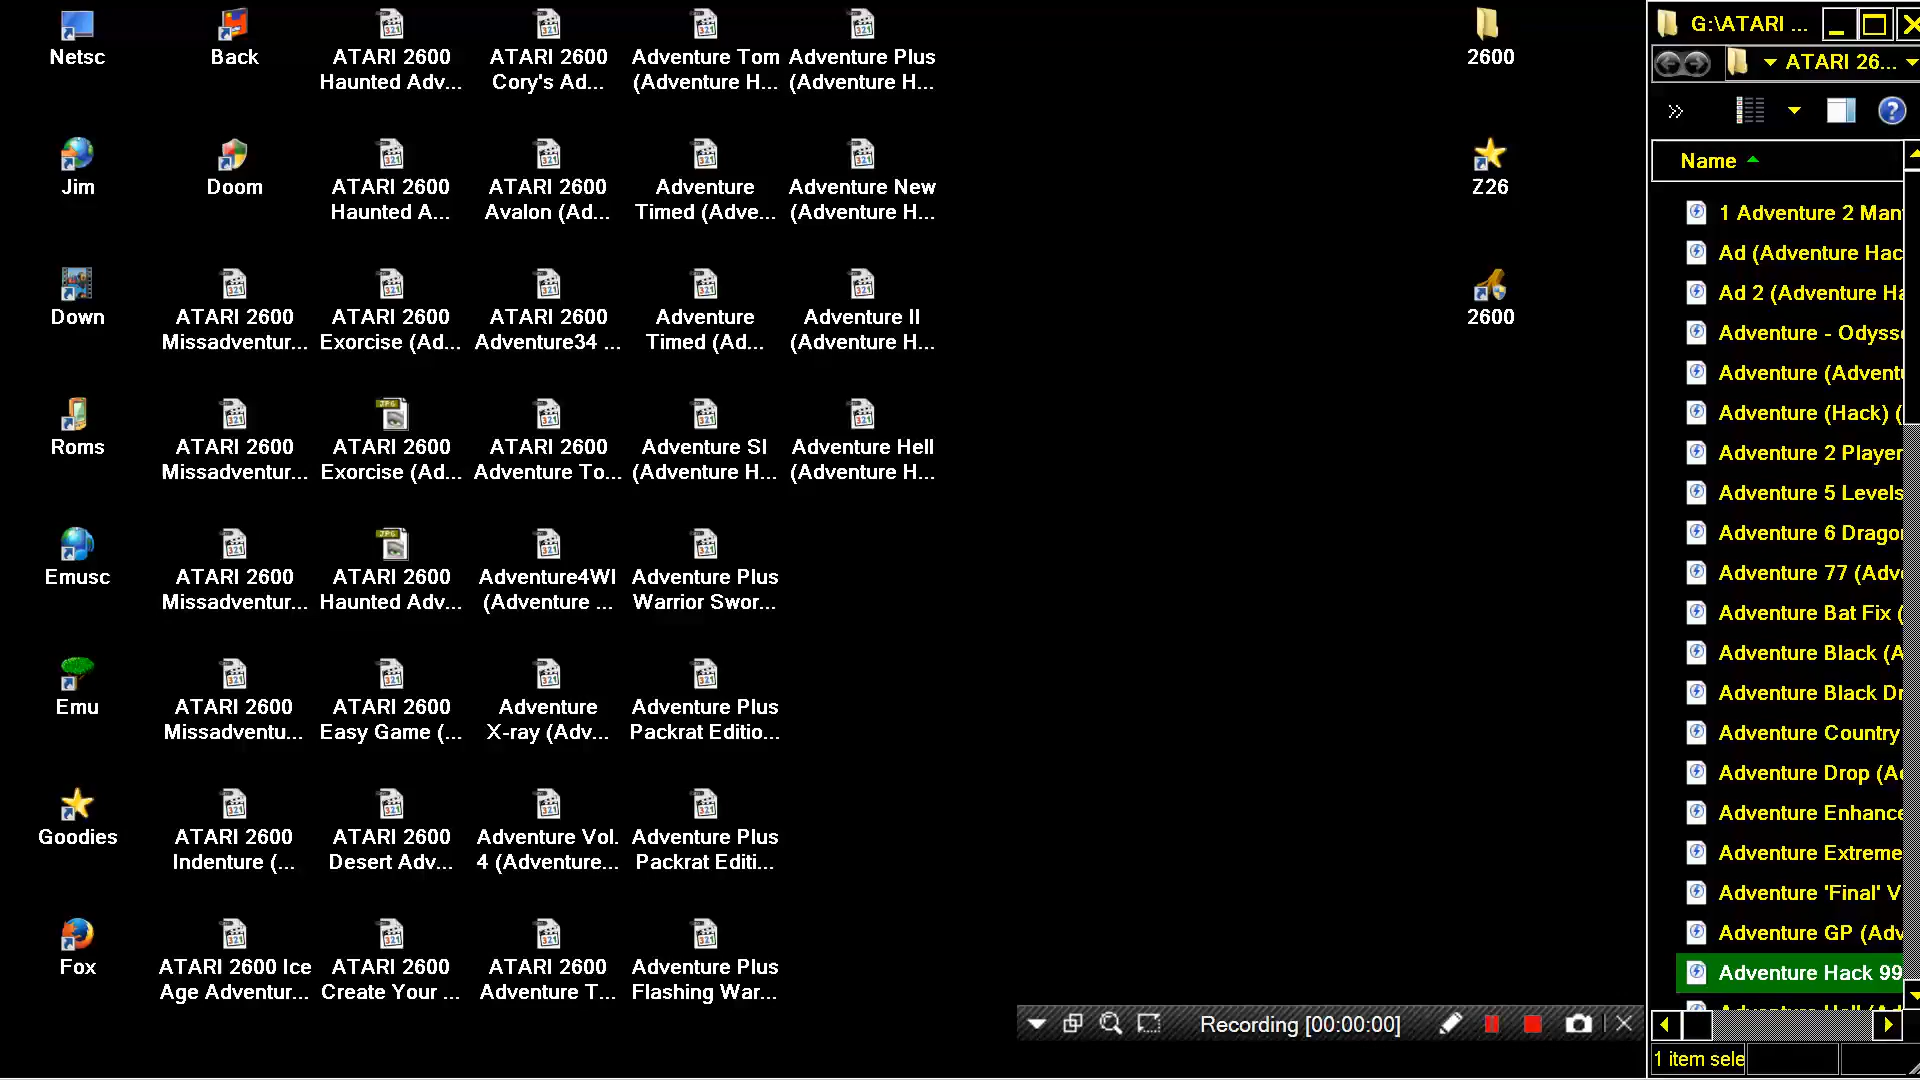 Netsc
Back
ATARI 2600
Haunted Adv...
ATARI 2600
Cory's Ad...
Adventure Tom
(Adventure H...
Adventure Plus
(Adventure H...
2600
Jim
Doom
ATARI 2600
Haunted A...
ATARI 2600
Avalon (Ad...
Adventure
Timed (Adve...
Adventure New
(Adventure H...
Z26
Down
ATARI 2600
Missadventur...
ATARI 2600
Exorcise (Ad...
ATARI 2600
Adventure34 ...
Adventure
Timed (Ad...
Adventure II
(Adventure H...
2600
Roms
ATARI 2600
Missadventur...
ATARI 2600
Exorcise (Ad...
ATARI 2600
Adventure To...
Adventure SI
(Adventure H...
Adventure Hell
(Adventure H...
Emusc
ATARI 2600
Missadventur...
ATARI 2600
Haunted Adv...
Adventure4WI
(Adventure ...
Adventure Plus
Warrior Swor...
Emu
ATARI 2600
Missadventu...
ATARI 2600
Easy Game (...
Adventure
X-ray (Adv...
Adventure Plus
Packrat Editio...
Goodies
ATARI 2600
Indenture (...
ATARI 2600
Desert Adv...
Adventure Vol.
4 (Adventure...
Adventure Plus
Packrat Editi...
Fox
ATARI 2600 Ice
Age Adventur...
ATARI 2600
Create Your ...
ATARI 2600
Adventure T...
Adventure Plus
Flashing War...
Recording [00:00:00]
G:\ATARI ...
ATARI 26...
Name
1 Adventure 2 Man
Ad (Adventure Hac
Ad 2 (Adventure Ha
Adventure - Odysse
Adventure (Adventu
Adventure (Hack) (
Adventure 2 Player
Adventure 5 Levels
Adventure 6 Dragon
Adventure 77 (Adve
Adventure Bat Fix (
Adventure Black (A
Adventure Black Dr
Adventure Country
Adventure Drop (Ad
Adventure Enhance
Adventure Extreme
Adventure 'Final' V
Adventure GP (Adv
Adventure Hack 99
Adventure Hell (Ad
1 item sele